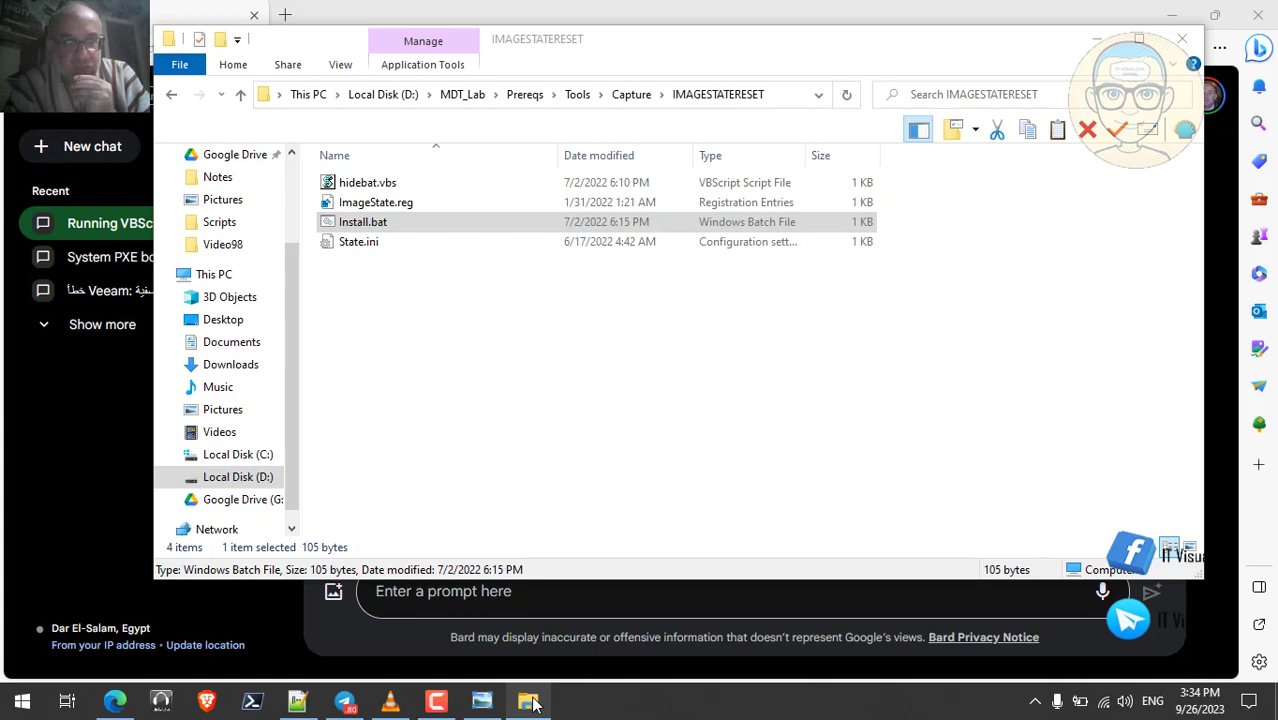 Manage
IMAGESTATERESET
File
Home
Share
View
Application Tools
This PC
Local Disk (D:)
MDT_Lab
Prereqs
Tools
Capture
IMAGESTATERESET
Search IMAGESTATERESET
New chat
Recent
Running VBSc
System PXE bo
خطأ Veeam:
Show more
Google Drive
Notes
Pictures
Scripts
Video98
This PC
3D Objects
Desktop
Documents
Downloads
Music
Pictures
Videos
Local Disk (C:)
Local Disk (D:)
Google Drive (G:
Network
Name
Date modified
Type
Size
hidebat.vbs
7/2/2022 6:10 PM
VBScript Script File
1 KB
ImageState.reg
1/31/2022 1:21 AM
Registration Entries
1 KB
Install.bat
7/2/2022 6:15 PM
Windows Batch File
1 KB
State.ini
6/17/2022 4:42 AM
Configuration sett...
1 KB
4 items
1 item selected 105 bytes
Type: Windows Batch File, Size: 105 bytes, Date modified: 7/2/2022 6:15 PM
105 bytes
Compu
IT Visua
Enter a prompt here
Bard may display inaccurate or offensive information that doesn't represent Google's views. Bard Privacy Notice
Dar El-Salam, Egypt
From your IP address • Update location
80
ENG
3:34 PM
9/26/2023